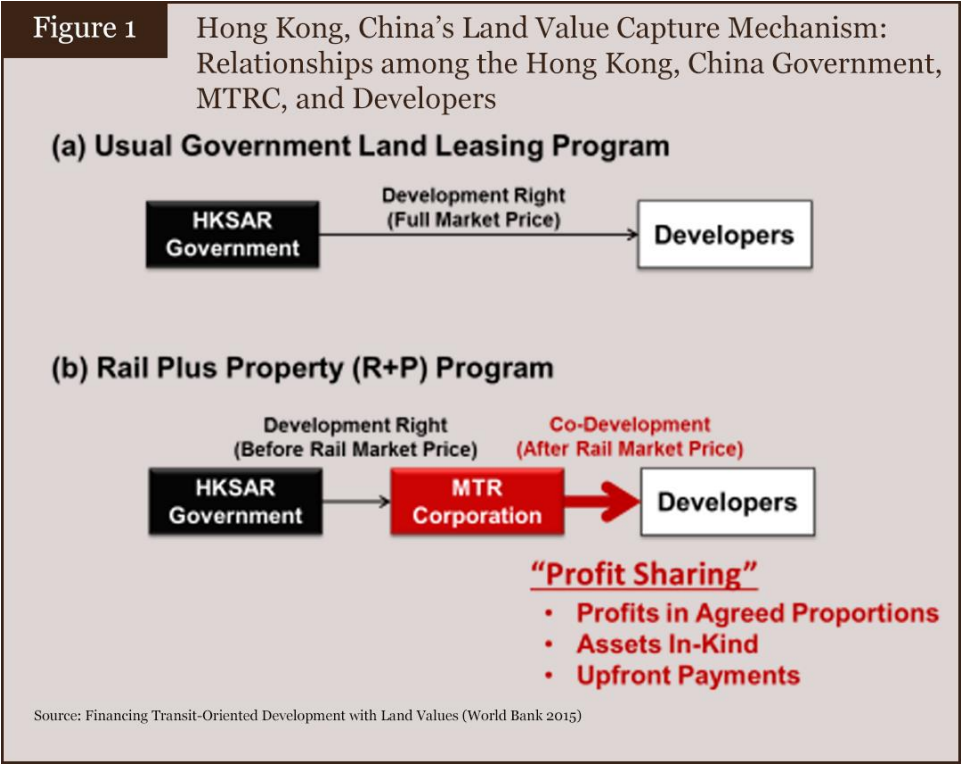 Figure 1
Hong Kong, China’s Land Value Capture Mechanism:
Relationships among the Hong Kong, China Government,
MTRC, and Developers
(a) Usual Government Land Leasing Program
Development Right
(Full Market Price)
HKSAR
Government
Developers
(b) Rail Plus Property (R+P) Program
Development Right
(Before Rail Market Price)
Co-Development
(After Rail Market Price)
HKSAR
Government
MTR
Corporation
Developers
“Profit Sharing”
• Profits in Agreed Proportions
• Assets In-Kind
• Upfront Payments
Source: Financing Transit-Oriented Development with Land Values (World Bank 2015)